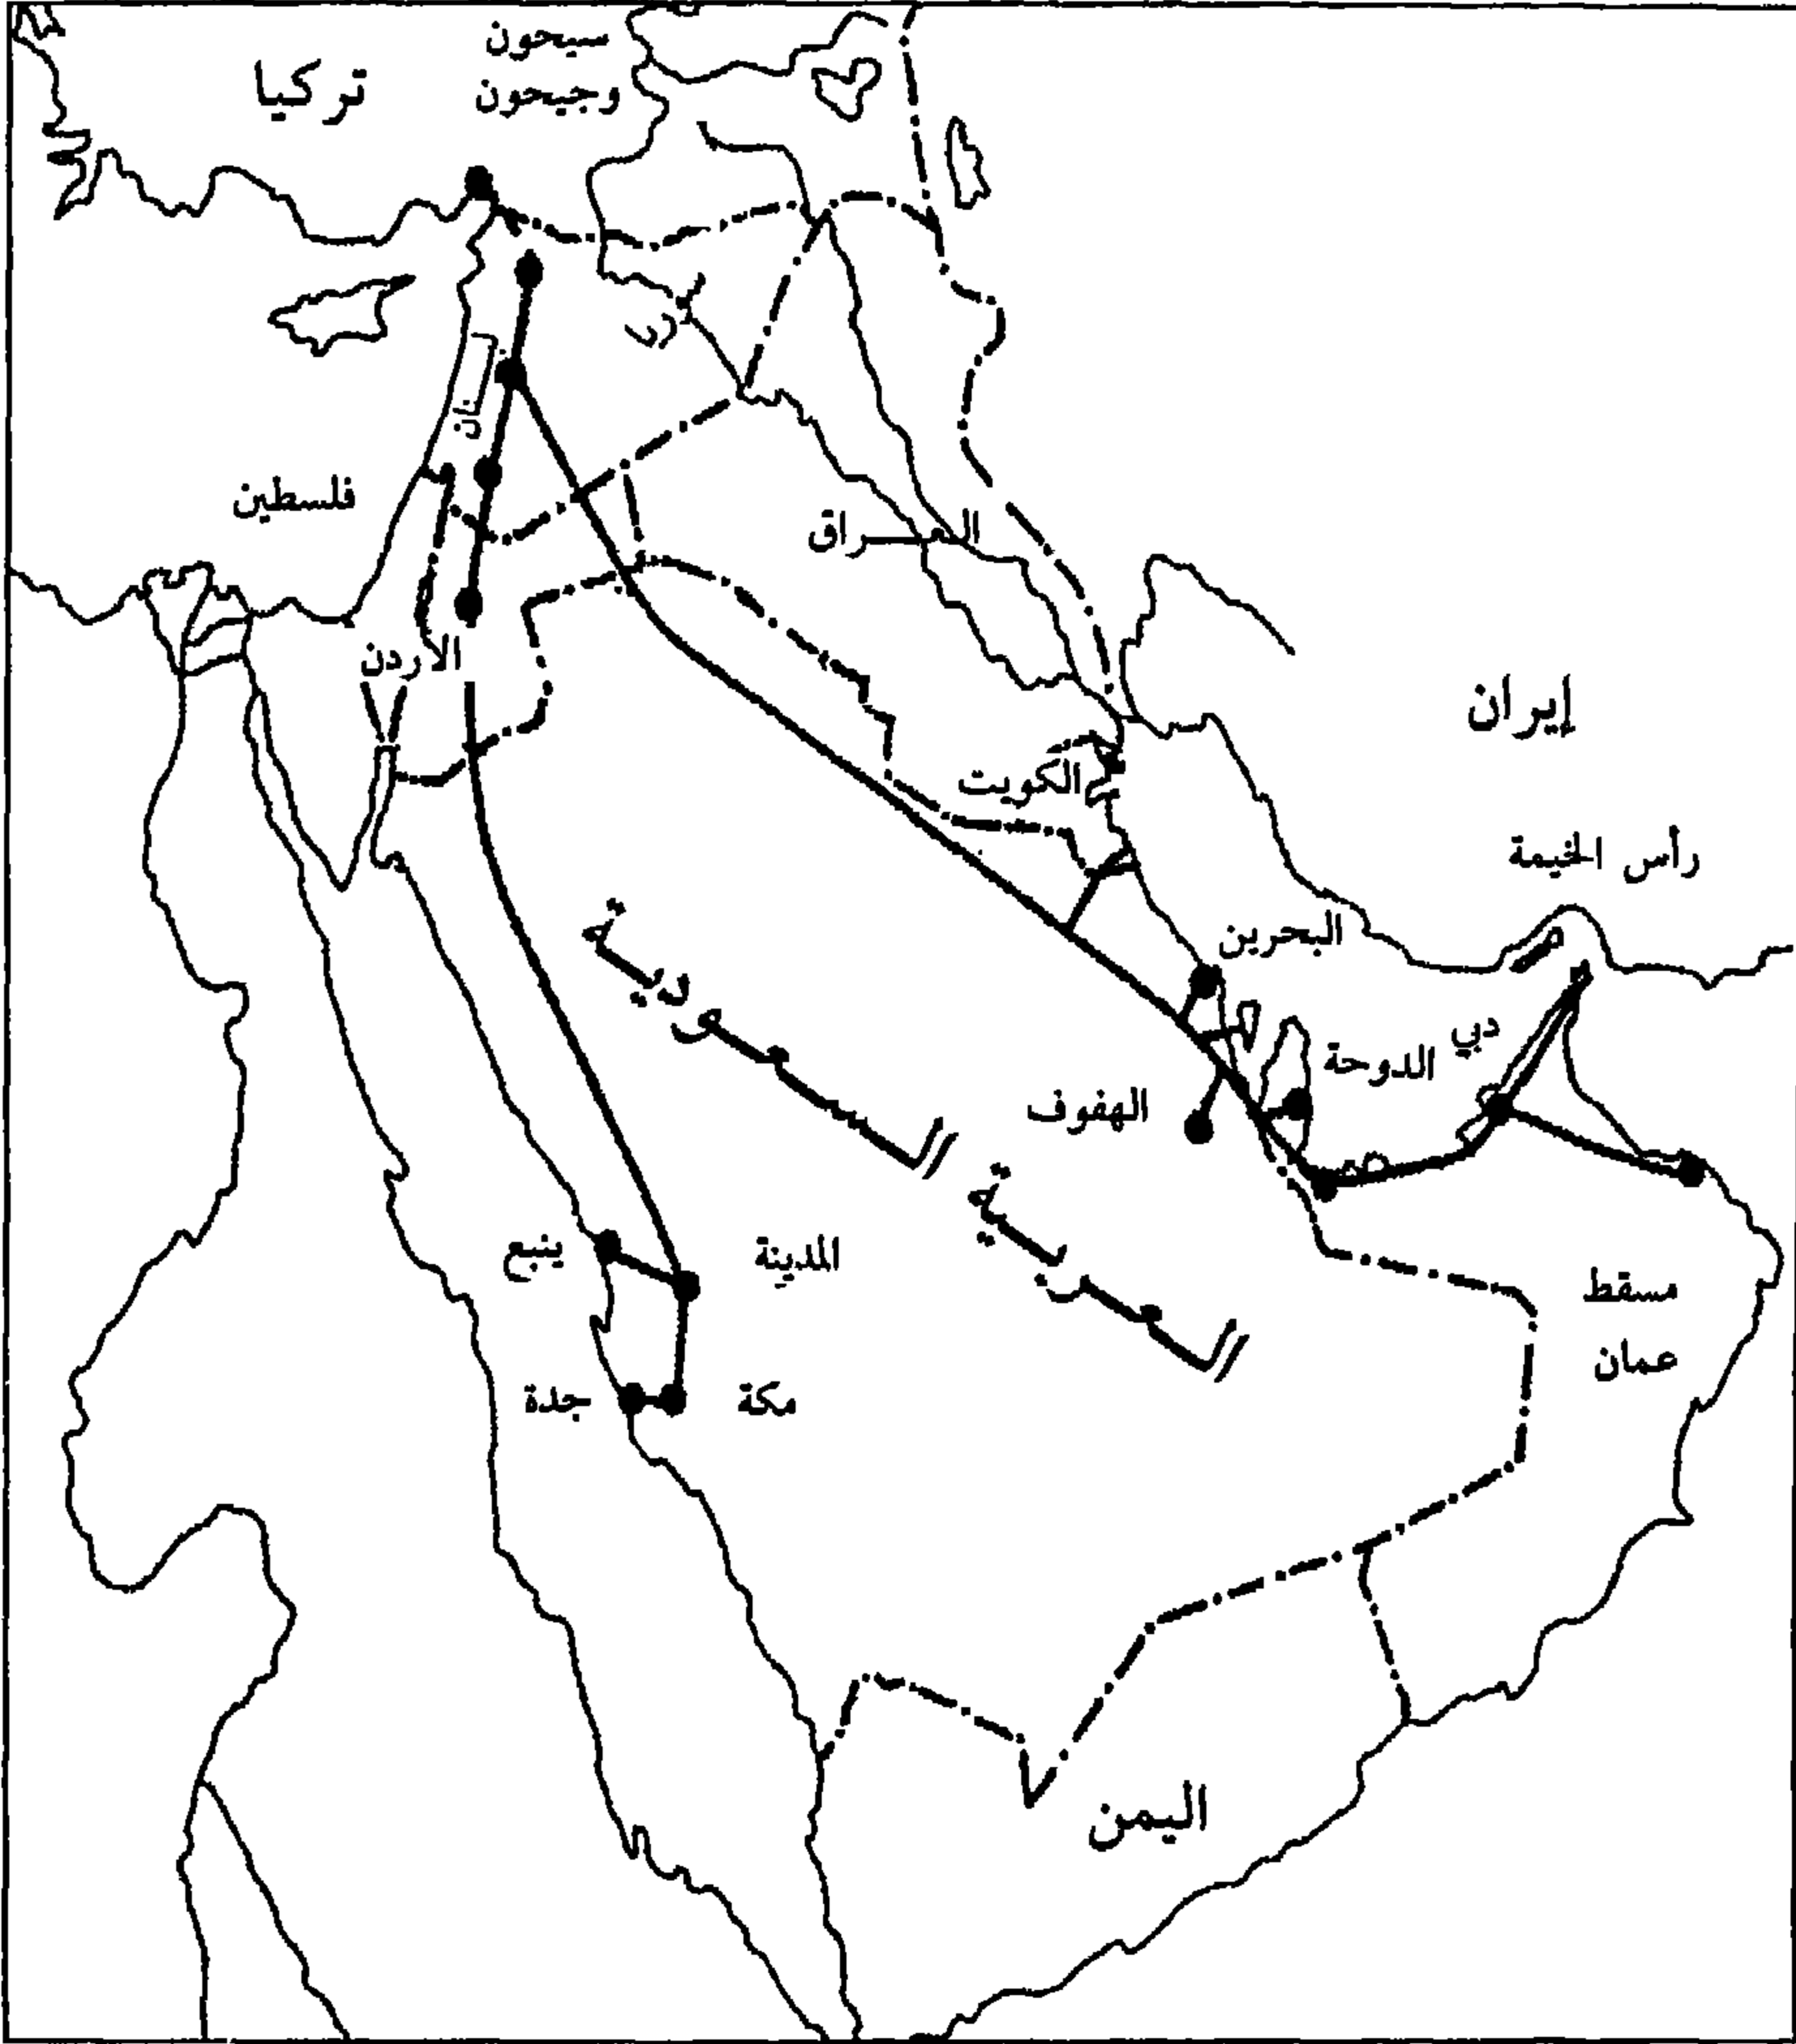 سيحون
وجيحون
تركيا
فلسطين
العراق
الاردن
إيران
الكويت
رأس الخيمة
البحرين
دبي
الدوحة
الهفوف
السعودية
العربية
ينبع
المدينة
مسقط
عمان
جدة
مكة
اليمن